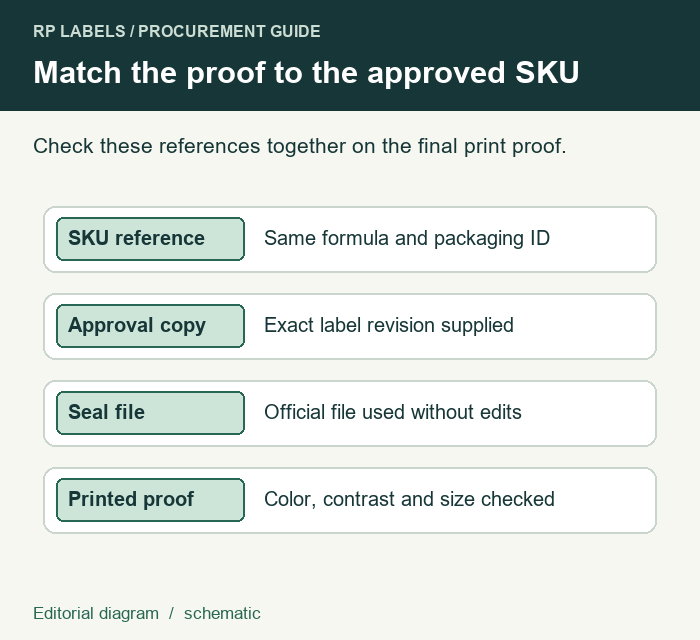 RP LABELS / PROCUREMENT GUIDE
Match the proof to the approved SKU
Check these references together on the final print proof.
SKU reference Same formula and packaging ID
Approval copy Exact label revision supplied
Seal file Official file used without edits
Printed proof Color, contrast and size checked
Editorial diagram / schematic